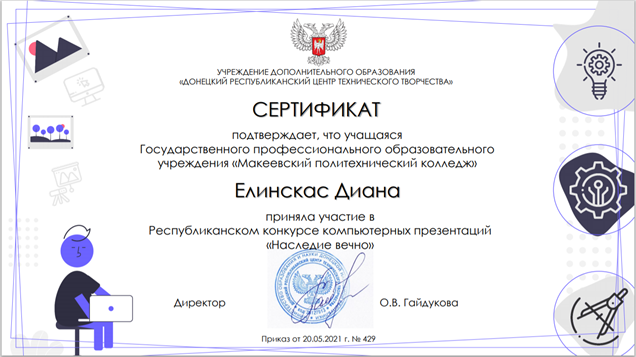 УЧРЕЖДЕНИЕ ДОПОЛНИТЕЛЬНОГО ОБРАЗОВАНИЯ
«ДОНЕЦКИЙ РЕСПУБЛИКАНСКИЙ ЦЕНТР ТЕХНИЧЕСКОГО ТВОРЧЕСТВА»
СЕРТИФИКАТ
подтверждает, что учащаяся
Государственного профессионального образовательного
учреждения «Макеевский политехнический колледж»
Елинскас Диана
приняла участие в
Республиканском конкурсе компьютерных презентаций
«Наследие вечно»
Директор
О.В. Гайдукова
Приказ от 20.05.2021 г. № 429